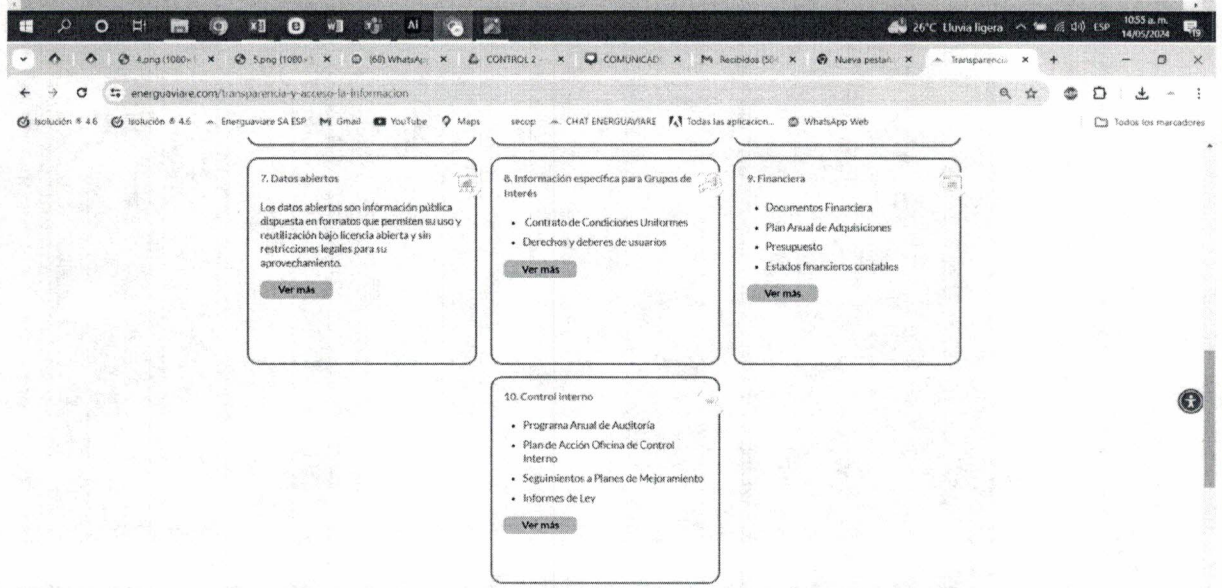 26°C Lluvia ligera
ESP
10:55 a. m.
14/05/2024
19
4.png (1080×
5.png (1080×
(60) WhatsAp
CONTROL 2 -
COMUNICAD
Recibidos (50
Nueva pestañ
Transparencia
energuaviare.com/transparencia-y-acceso-la-informacion
Isolución ® 4.6
Isolución ® 4.6
Energuaviare SA ESP
Gmail
YouTube
Maps
secop
CHAT ENERGUAVIARE
Todas las aplicacion...
WhatsApp Web
Todos los marcadores
7. Datos abiertos
Los datos abiertos son información pública
dispuesta en formatos que permiten su uso y
reutilización bajo licencia abierta y sin
restricciones legales para su
aprovechamiento.
Ver más
8. Información específica para Grupos de
Interés
• Contrato de Condiciones Uniformes
• Derechos y deberes de usuarios
Ver más
9. Financiera
• Documentos Financiera
• Plan Anual de Adquisiciones
• Presupuesto
• Estados financieros contables
Ver más
10. Control interno
• Programa Anual de Auditoría
• Plan de Acción Oficina de Control
Interno
• Seguimientos a Planes de Mejoramiento
• Informes de Ley
Ver más